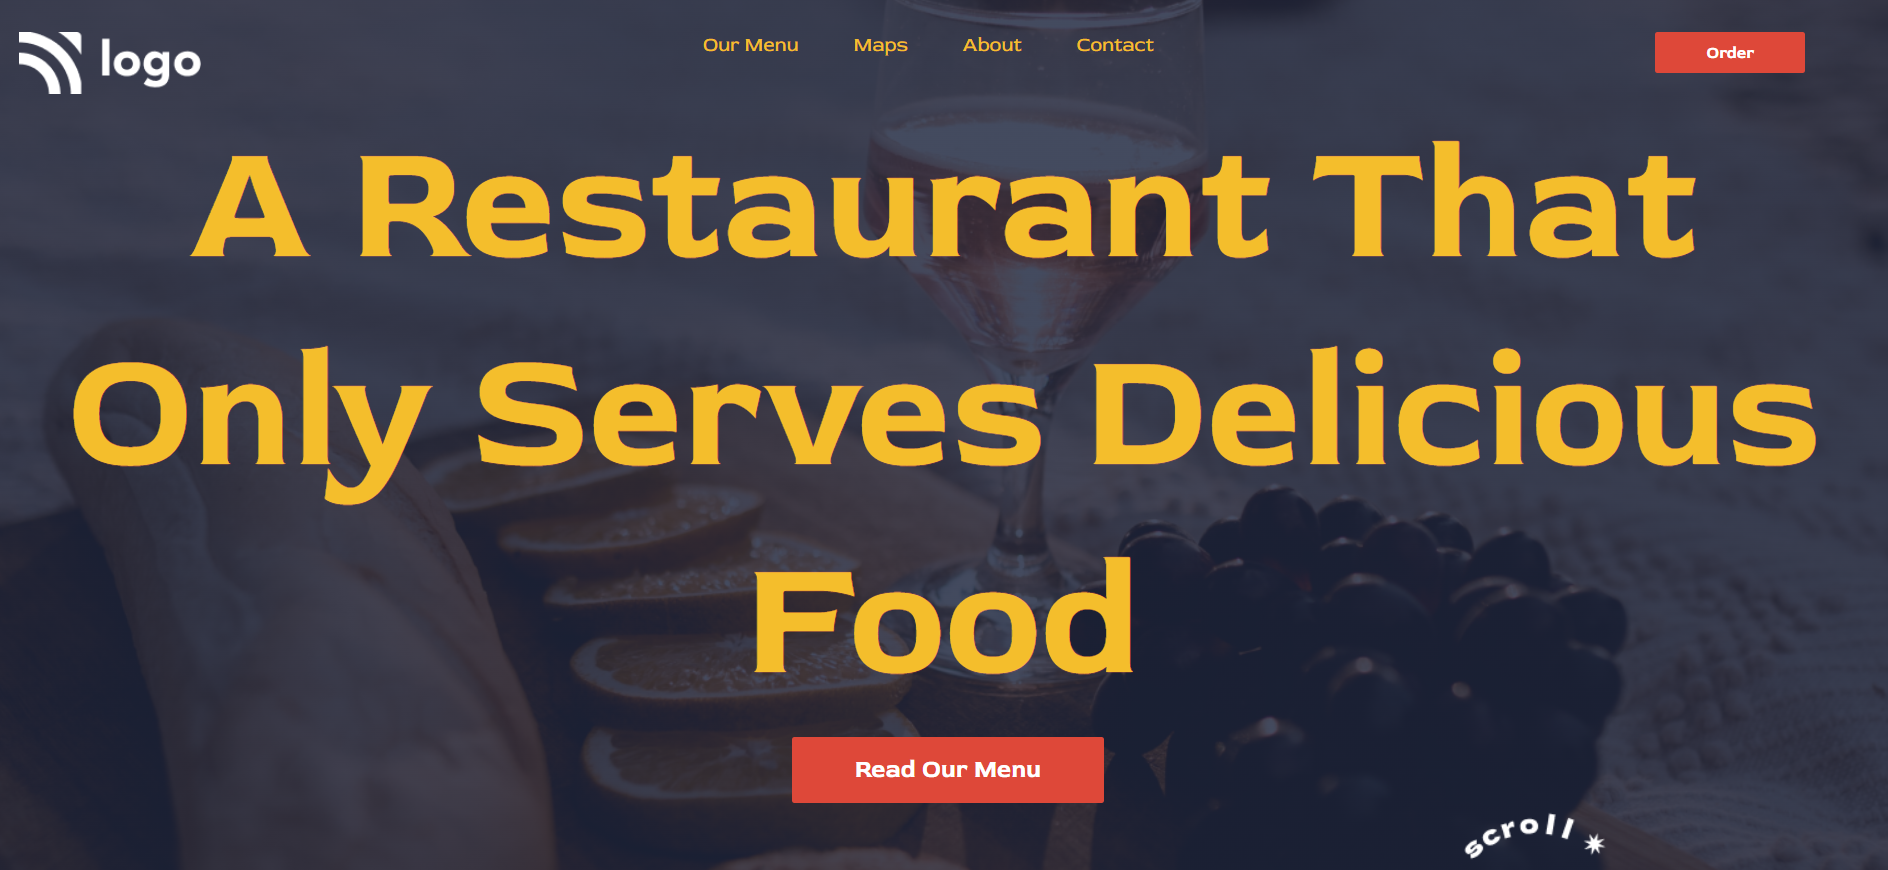 logo
Our Menu
Maps
About
Contact
Order
A Restaurant That
Only Serves Delicious
Food
Read Our Menu
scroll